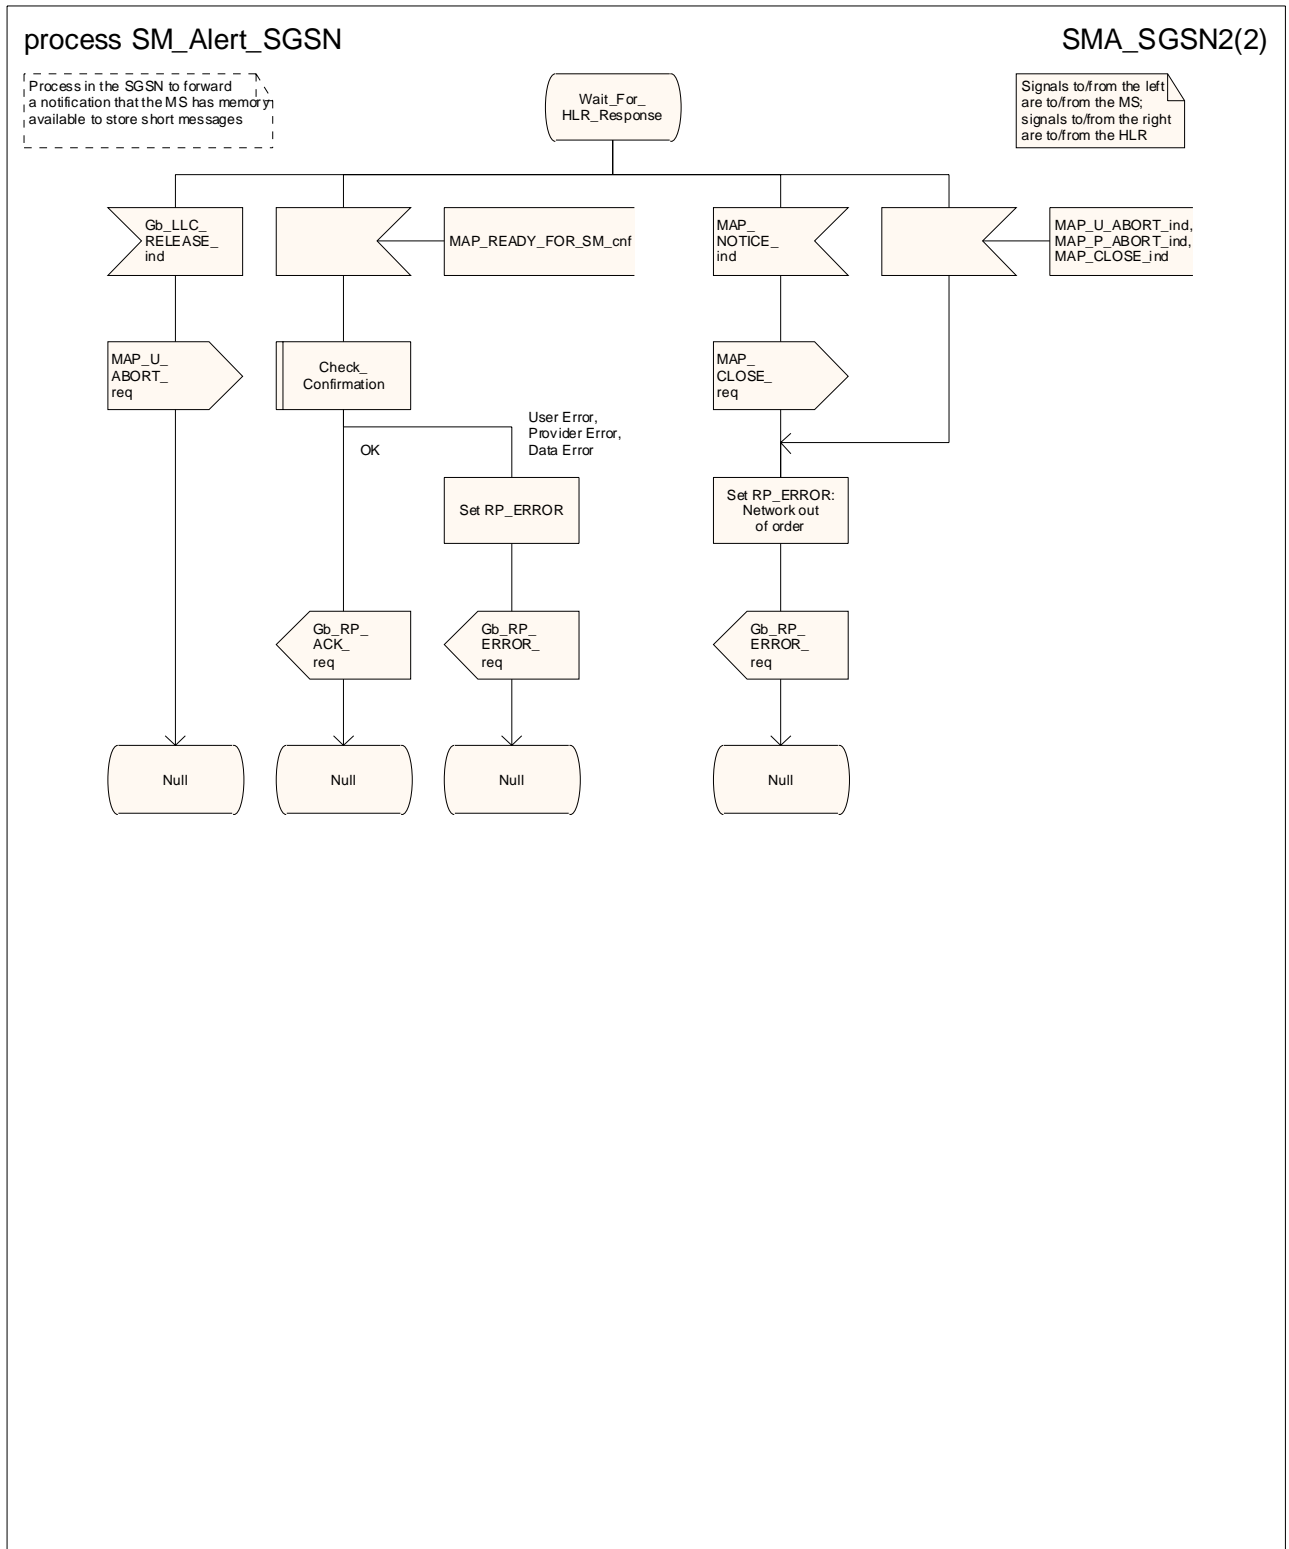 process SM_Alert_SGSN
SMA_SGSN2(2)
Process in the SGSN to forward
a notification that the MS has memory
available to store short messages
Wait_For_
HLR_Response
Signals to/from the left
are to/from the MS;
signals to/from the right
are to/from the HLR
Gb_LLC_
RELEASE_
ind
MAP_READY_FOR_SM_cnf
MAP_
NOTICE_
ind
MAP_U_ABORT_ind,
MAP_P_ABORT_ind,
MAP_CLOSE_ind
MAP_U_
ABORT_
req
Check_
Confirmation
MAP_
CLOSE_
req
OK
User Error,
Provider Error,
Data Error
Set RP_ERROR
Set RP_ERROR:
Network out
of order
Gb_RP_
ACK_
req
Gb_RP_
ERROR_
req
Gb_RP_
ERROR_
req
Null
Null
Null
Null